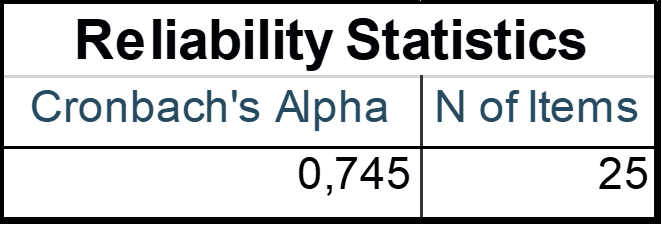 Reliability Statistics
Cronbach's Alpha N of Items
0,745 25